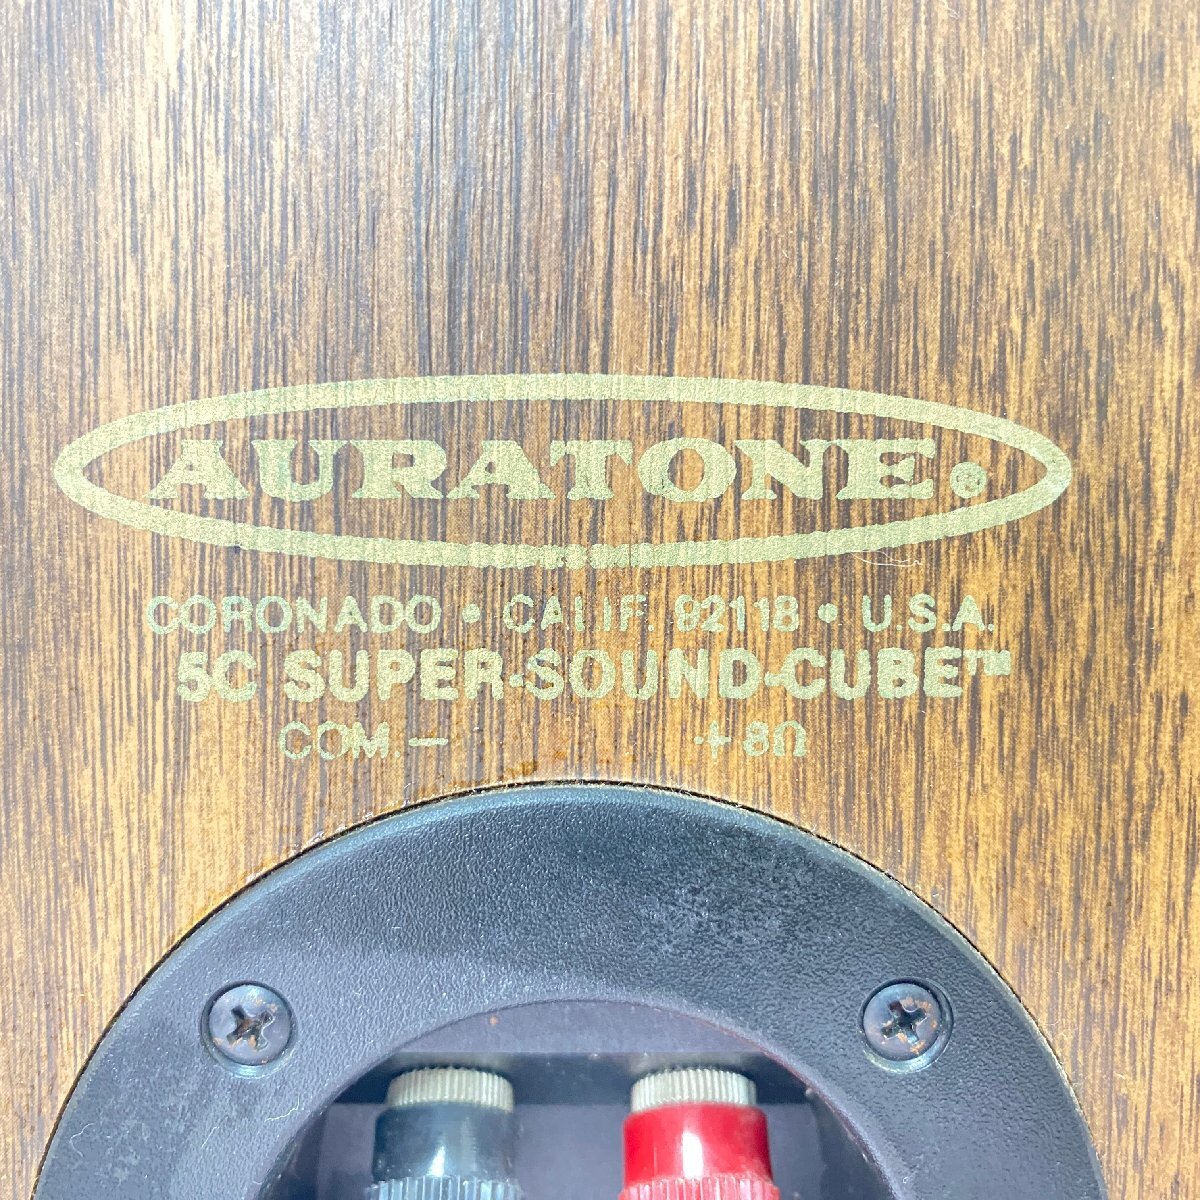 AURATONE®
CORONADO • CALIF. 92118 • U.S.A.
5C SUPER-SOUND-CUBE™
COM. − + 8Ω